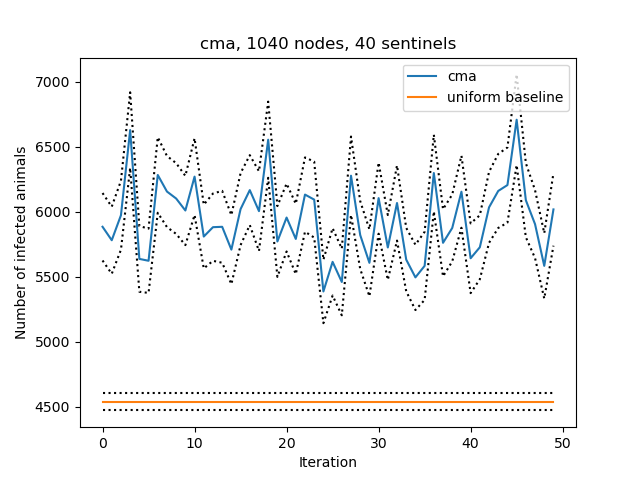 cma, 1040 nodes, 40 sentinels
cma
uniform baseline
Number of infected animals
7000
6500
6000
5500
5000
4500
0 10 20 30 40 50
Iteration